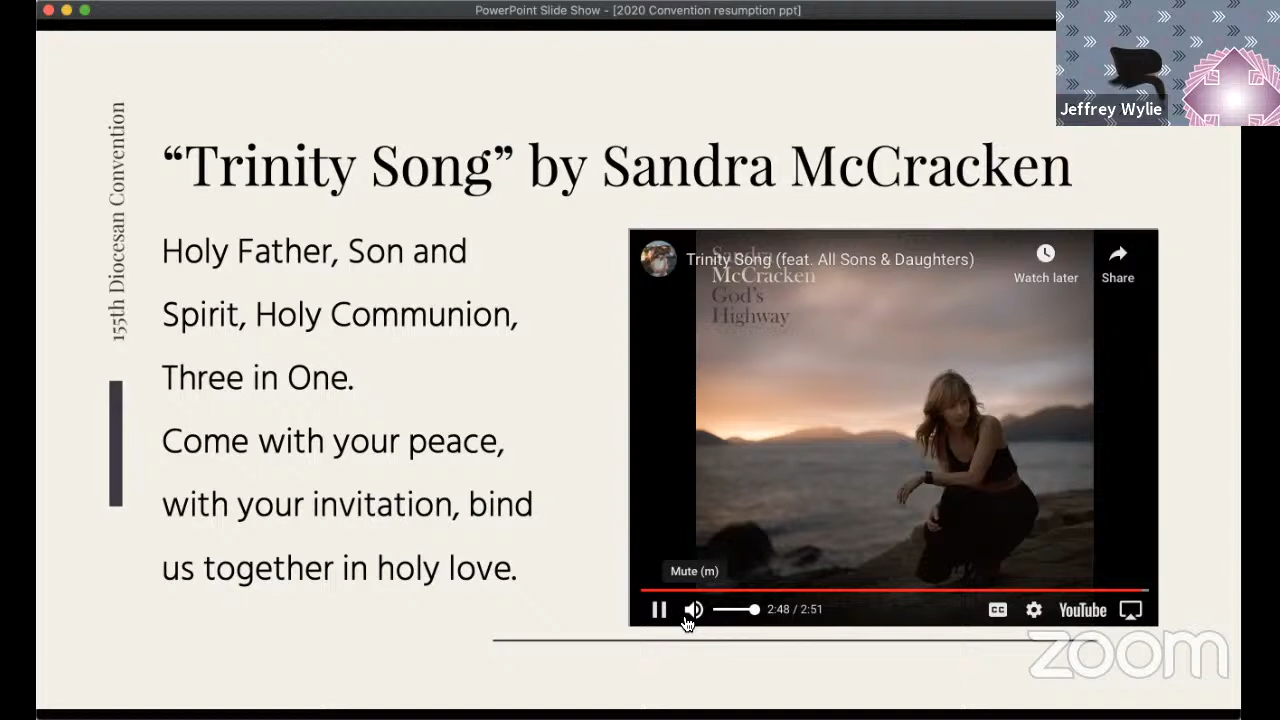 PowerPoint Slide Show - [2020 Convention resumption ppt]
Jeffrey Wylie
155th Diocesan Convention
“Trinity Song” by Sandra McCracken
Holy Father, Son and
Spirit, Holy Communion,
Three in One.
Come with your peace,
with your invitation, bind
us together in holy love.
Sandra
Trinity Song (feat. All Sons & Daughters)
McCracken
God's
Highway
Watch later
Share
Mute (m)
2:48 / 2:51
CC
YouTube
zoom